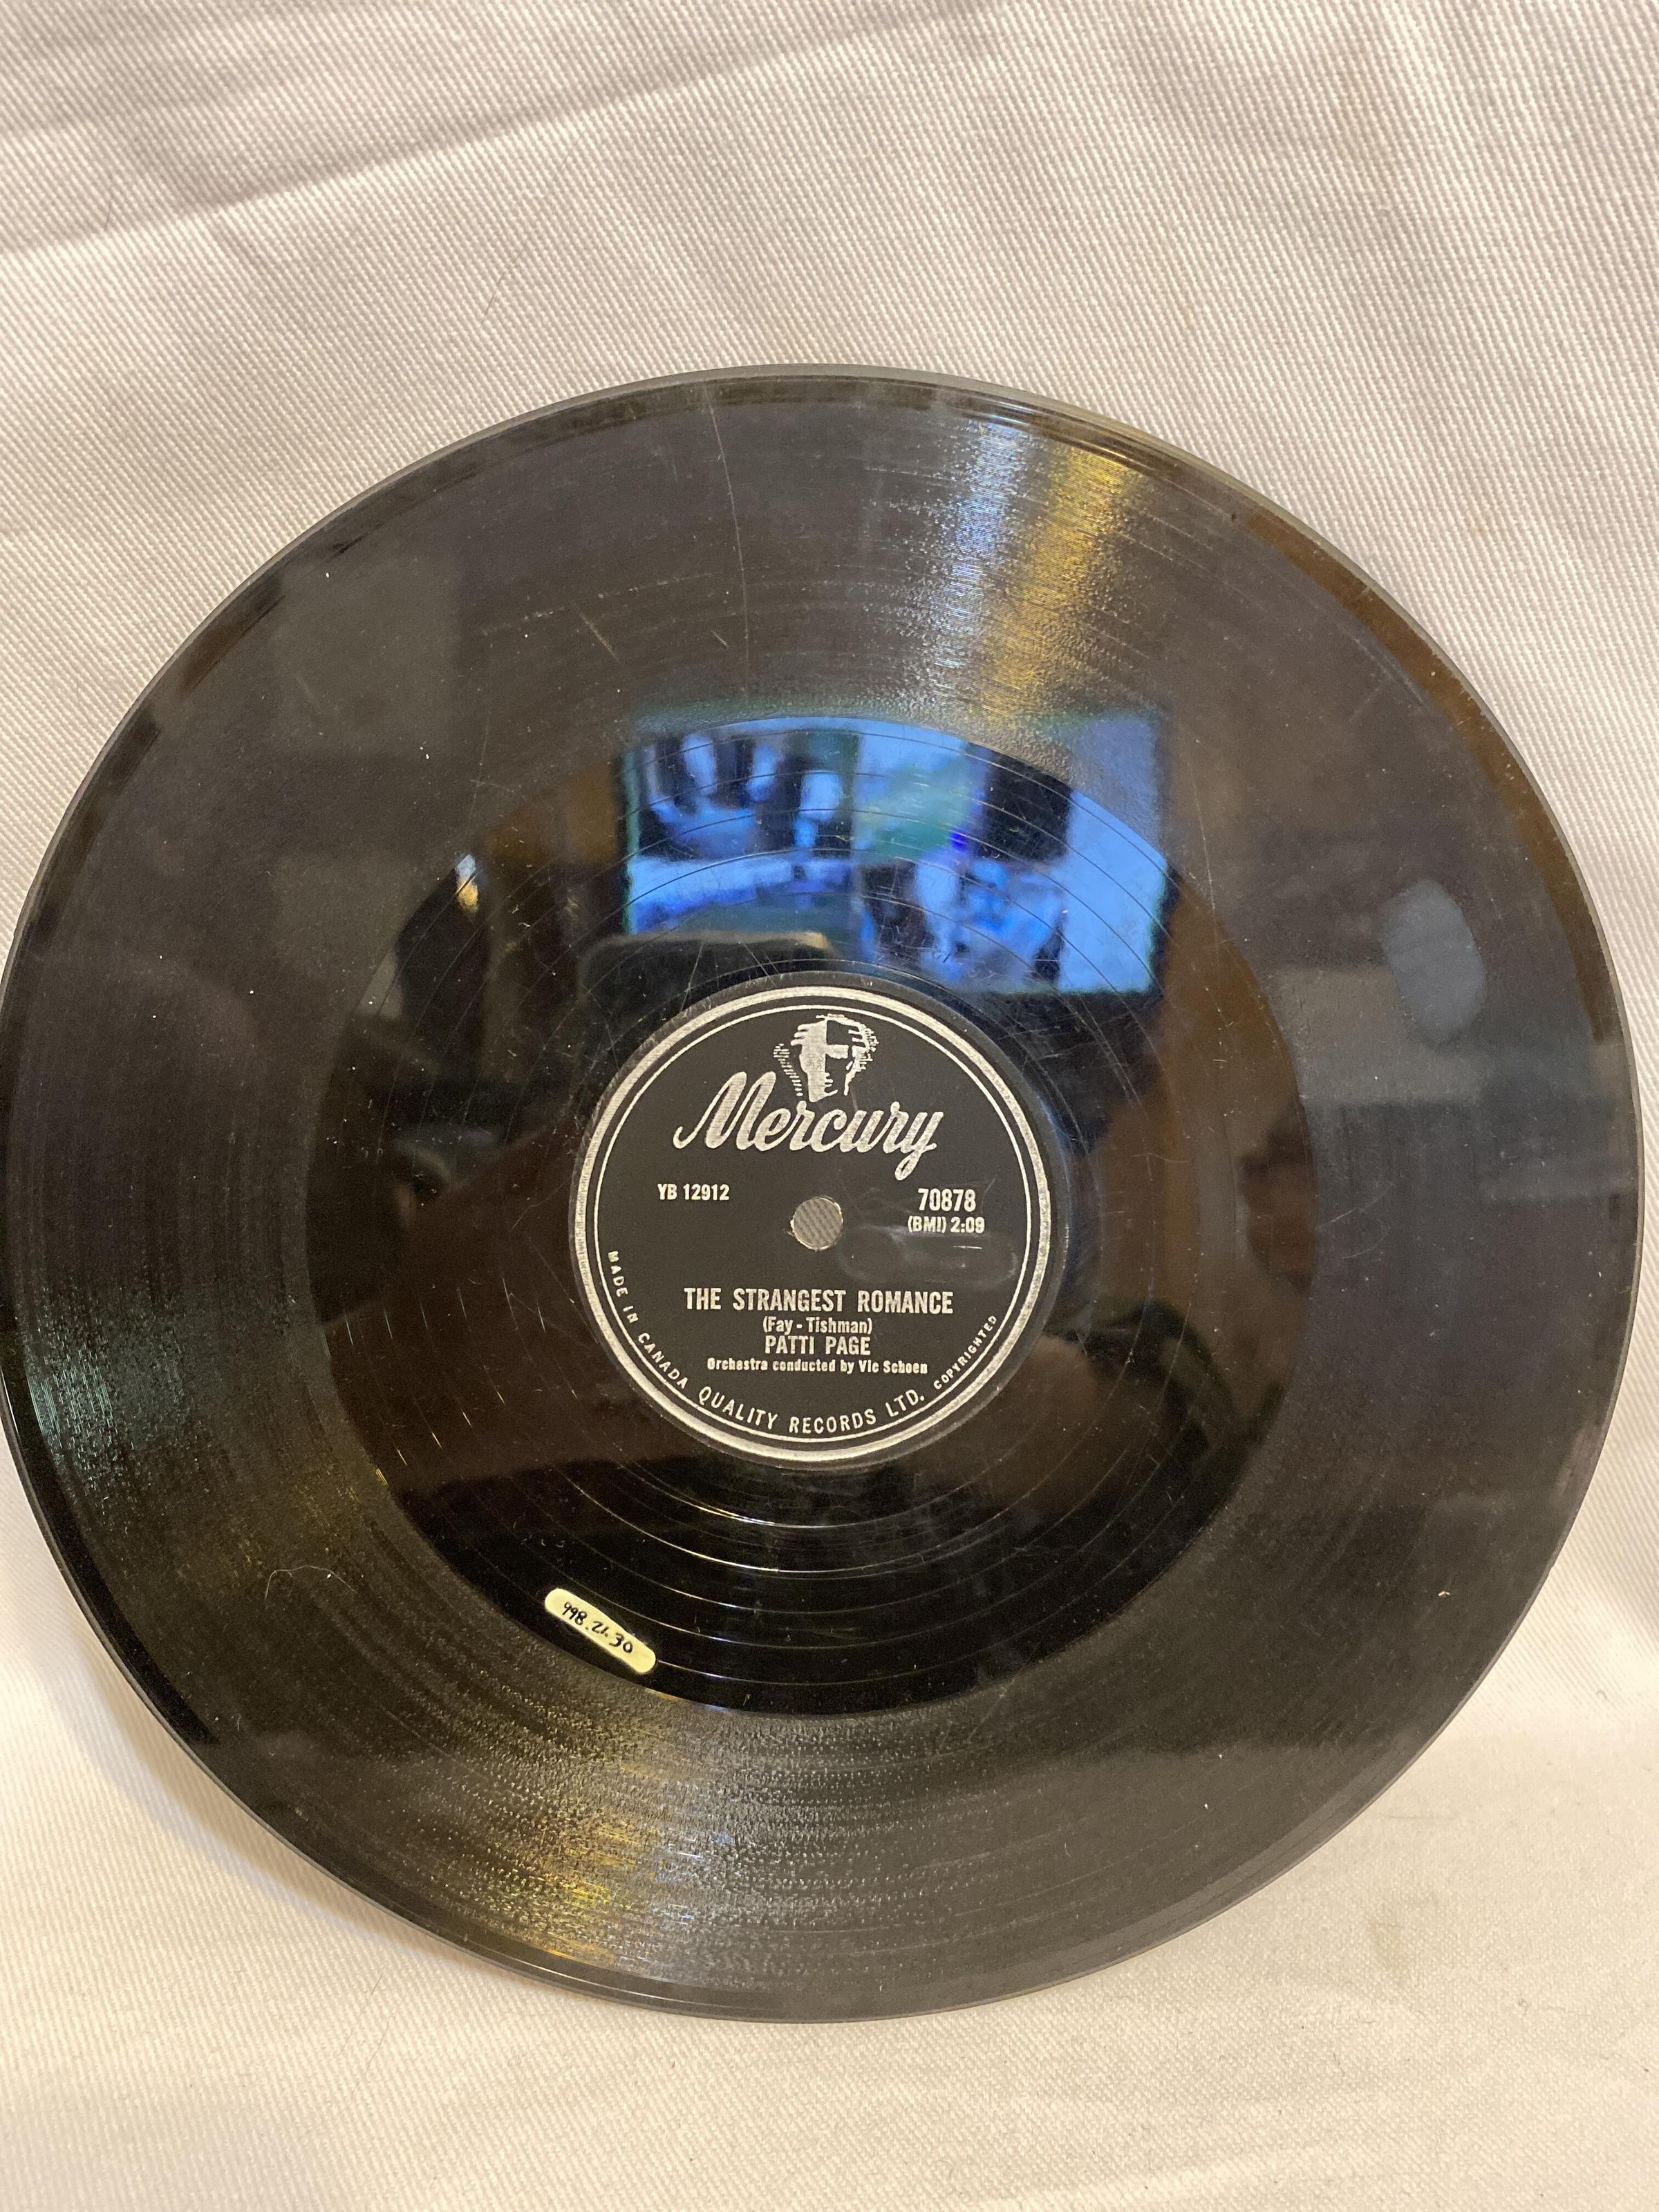 Mercury
YB 12912
70878
(BMI) 2:09
THE STRANGEST ROMANCE
(Fay - Tishman)
PATTI PAGE
Orchestra conducted by Vic Schoen
MADE IN CANADA QUALITY RECORDS LTD. COPYRIGHTED
998.21.30